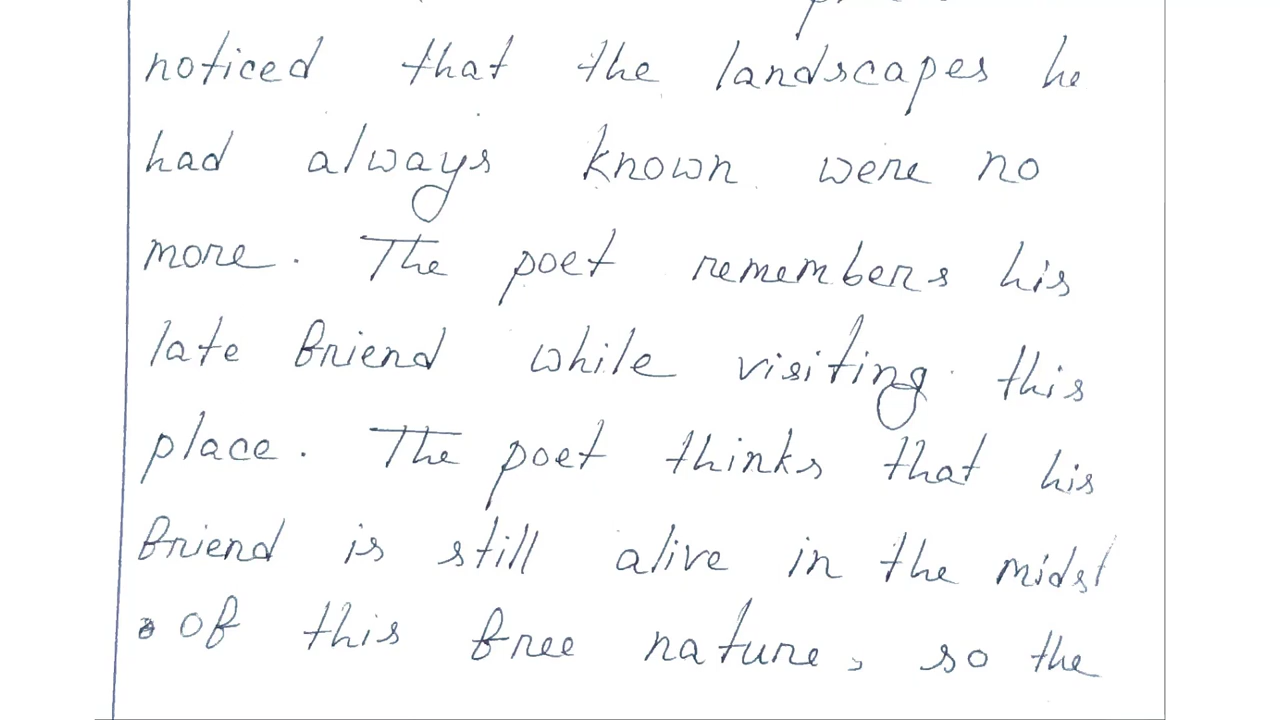 noticed that the landscapes he
had always known were no
more. The poet remembers his
late friend while visiting this
place. The poet thinks that his
friend is still alive in the midst
of this free nature, so the